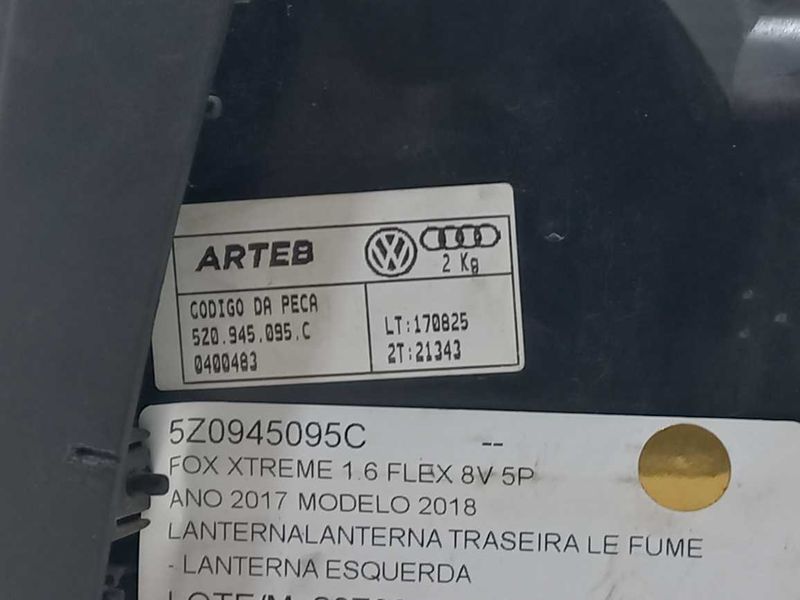 ARTEB
2 Kg
CODIGO DA PECA
5Z0.945.095.C
0400483
LT:170825
2T:21343
5Z0945095C --
FOX XTREME 1.6 FLEX 8V 5P
ANO 2017 MODELO 2018
LANTERNALANTERNA TRASEIRA LE FUME
- LANTERNA ESQUERDA